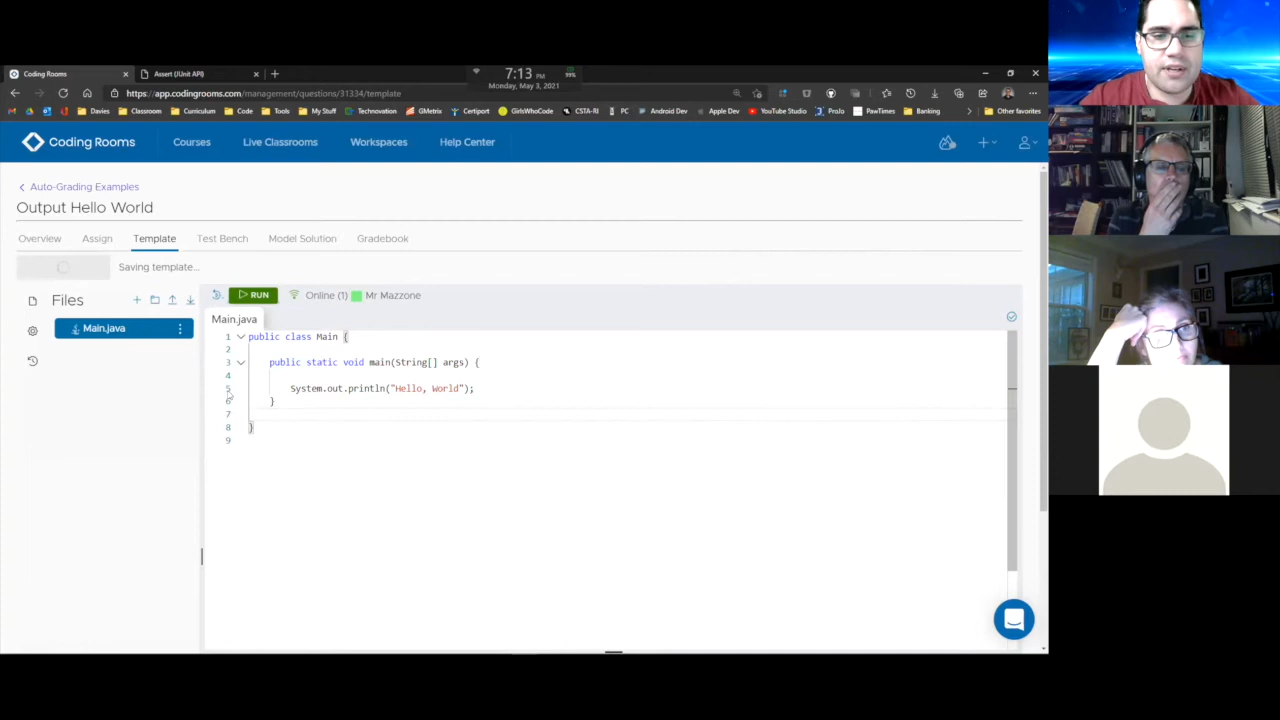 Coding Rooms
Assert (JUnit API)
7:13 PM
99%
Monday, May 3, 2021
https://app.codingrooms.com/management/questions/31334/template
Davies
Classroom
Curriculum
Code
Tools
My Stuff
Technovation
GMetrix
Certiport
GirlsWhoCode
CSTA-RI
PC
Android Dev
Apple Dev
YouTube Studio
ProJo
PawTimes
Banking
Other favorites
Coding Rooms
Courses
Live Classrooms
Workspaces
Help Center
Auto-Grading Examples
Output Hello World
Overview
Assign
Template
Test Bench
Model Solution
Gradebook
Saving template...
Files
RUN
Online (1)
Mr Mazzone
Main.java
Main.java
1 public class Main {
2
3 public static void main(String[] args) {
4
5 System.out.println("Hello, World");
6 }
7
8 }
9